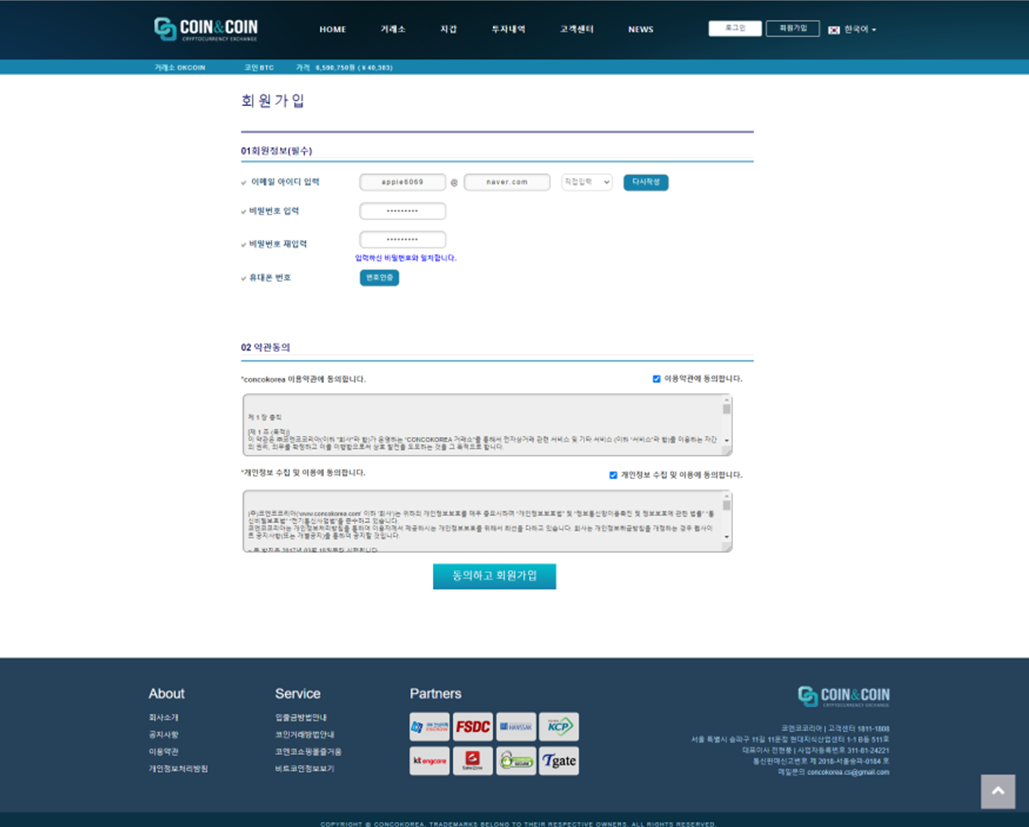 COIN&COIN
CRYPTOCURRENCY EXCHANGE
HOME 거래소 지갑 투자내역 고객센터 NEWS 로그인 회원가입 한국어
거래소 OKCOIN 코인 BTC 가격 6,590,750원 (¥ 40,383)
회원가입
01회원정보(필수)
이메일 아이디 입력 apple6069 @ naver.com 직접입력 다시작성
비밀번호 입력 •••••••••
비밀번호 재입력 •••••••••
입력하신 비밀번호와 일치합니다.
휴대폰 번호 번호인증
02 약관동의
*concokorea 이용약관에 동의합니다. 이용약관에 동의합니다.
제 1 장 총칙
[제 1 조 (목적)]
이 약관은 ㈜코엔코코리아(이하 "회사"라 함)가 운영하는 "CONCOKOREA 거래소"를 통해서 전자상거래 관련 서비스 및 기타 서비스 (이하 "서비스"라 함)를 이용하는 자간
의 권리, 의무를 확정하고 이를 이행함으로써 상호 발전을 도모하는 것을 그 목적으로 합니다.
*개인정보 수집 및 이용에 동의합니다. 개인정보 수집 및 이용에 동의합니다.
(주)코엔코코리아('www.concokorea.com' 이하 '회사')는 귀하의 개인정보보호를 매우 중요시하며 "개인정보보호법" 및 "정보통신망이용촉진 및 정보보호에 관한 법률" "통
신비밀보호법" "전기통신사업법"을 준수하고 있습니다.
코엔코코리아는 개인정보처리방침을 통하여 이용자께서 제공하시는 개인정보보호를 위해서 최선을 다하고 있습니다. 회사는 개인정보취급방침을 개정하는 경우 웹사이
트 공지사항(또는 개별공지)을 통하여 공지할 것입니다.
동의하고 회원가입
About
회사소개
공지사항
이용약관
개인정보처리방침
Service
입출금방법안내
코인거래방법안내
코엔코쇼핑몰즐겨움
비트코인정보보기
Partners
FSDC HANSSAK KCP
kt engcore SECURE Tgate
COIN&COIN
CRYPTOCURRENCY EXCHANGE
코엔코코리아 | 고객센터 1811-1808
서울 특별시 송파구 11길 11문정 현대지식산업센터 1-1 B동 511호
대표이사 전현풍 | 사업자등록번호 311-81-24221
통신판매신고번호 제 2018-서울송파-0184 호
메일문의 concokorea.cs@gmail.com
COPYRIGHT @ CONCOKOREA. TRADEMARKS BELONG TO THEIR RESPECTIVE OWNERS. ALL RIGHTS RESERVED.